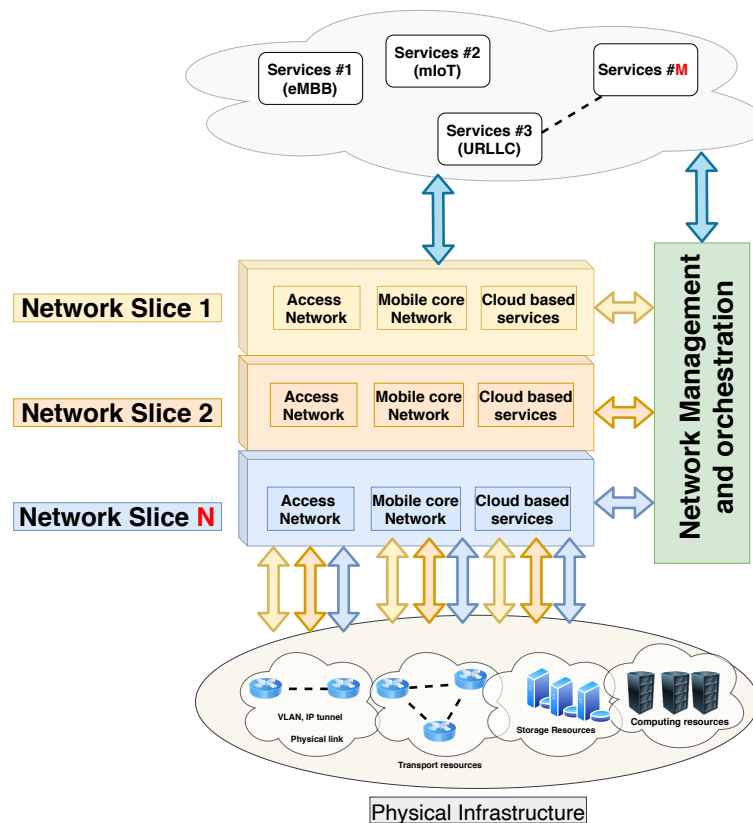 Services #1
(eMBB)
Services #2
(mIoT)
Services #M
Services #3
(URLLC)
Network Slice 1
Access
Network
Mobile core
Network
Cloud based
services
Network Slice 2
Access
Network
Mobile core
Network
Cloud based
services
Network Slice N
Access
Network
Mobile core
Network
Cloud based
services
Network Management
and orchestration
VLAN, IP tunnel
Physical link
Transport resources
Storage Resources
Computing resources
Physical Infrastructure